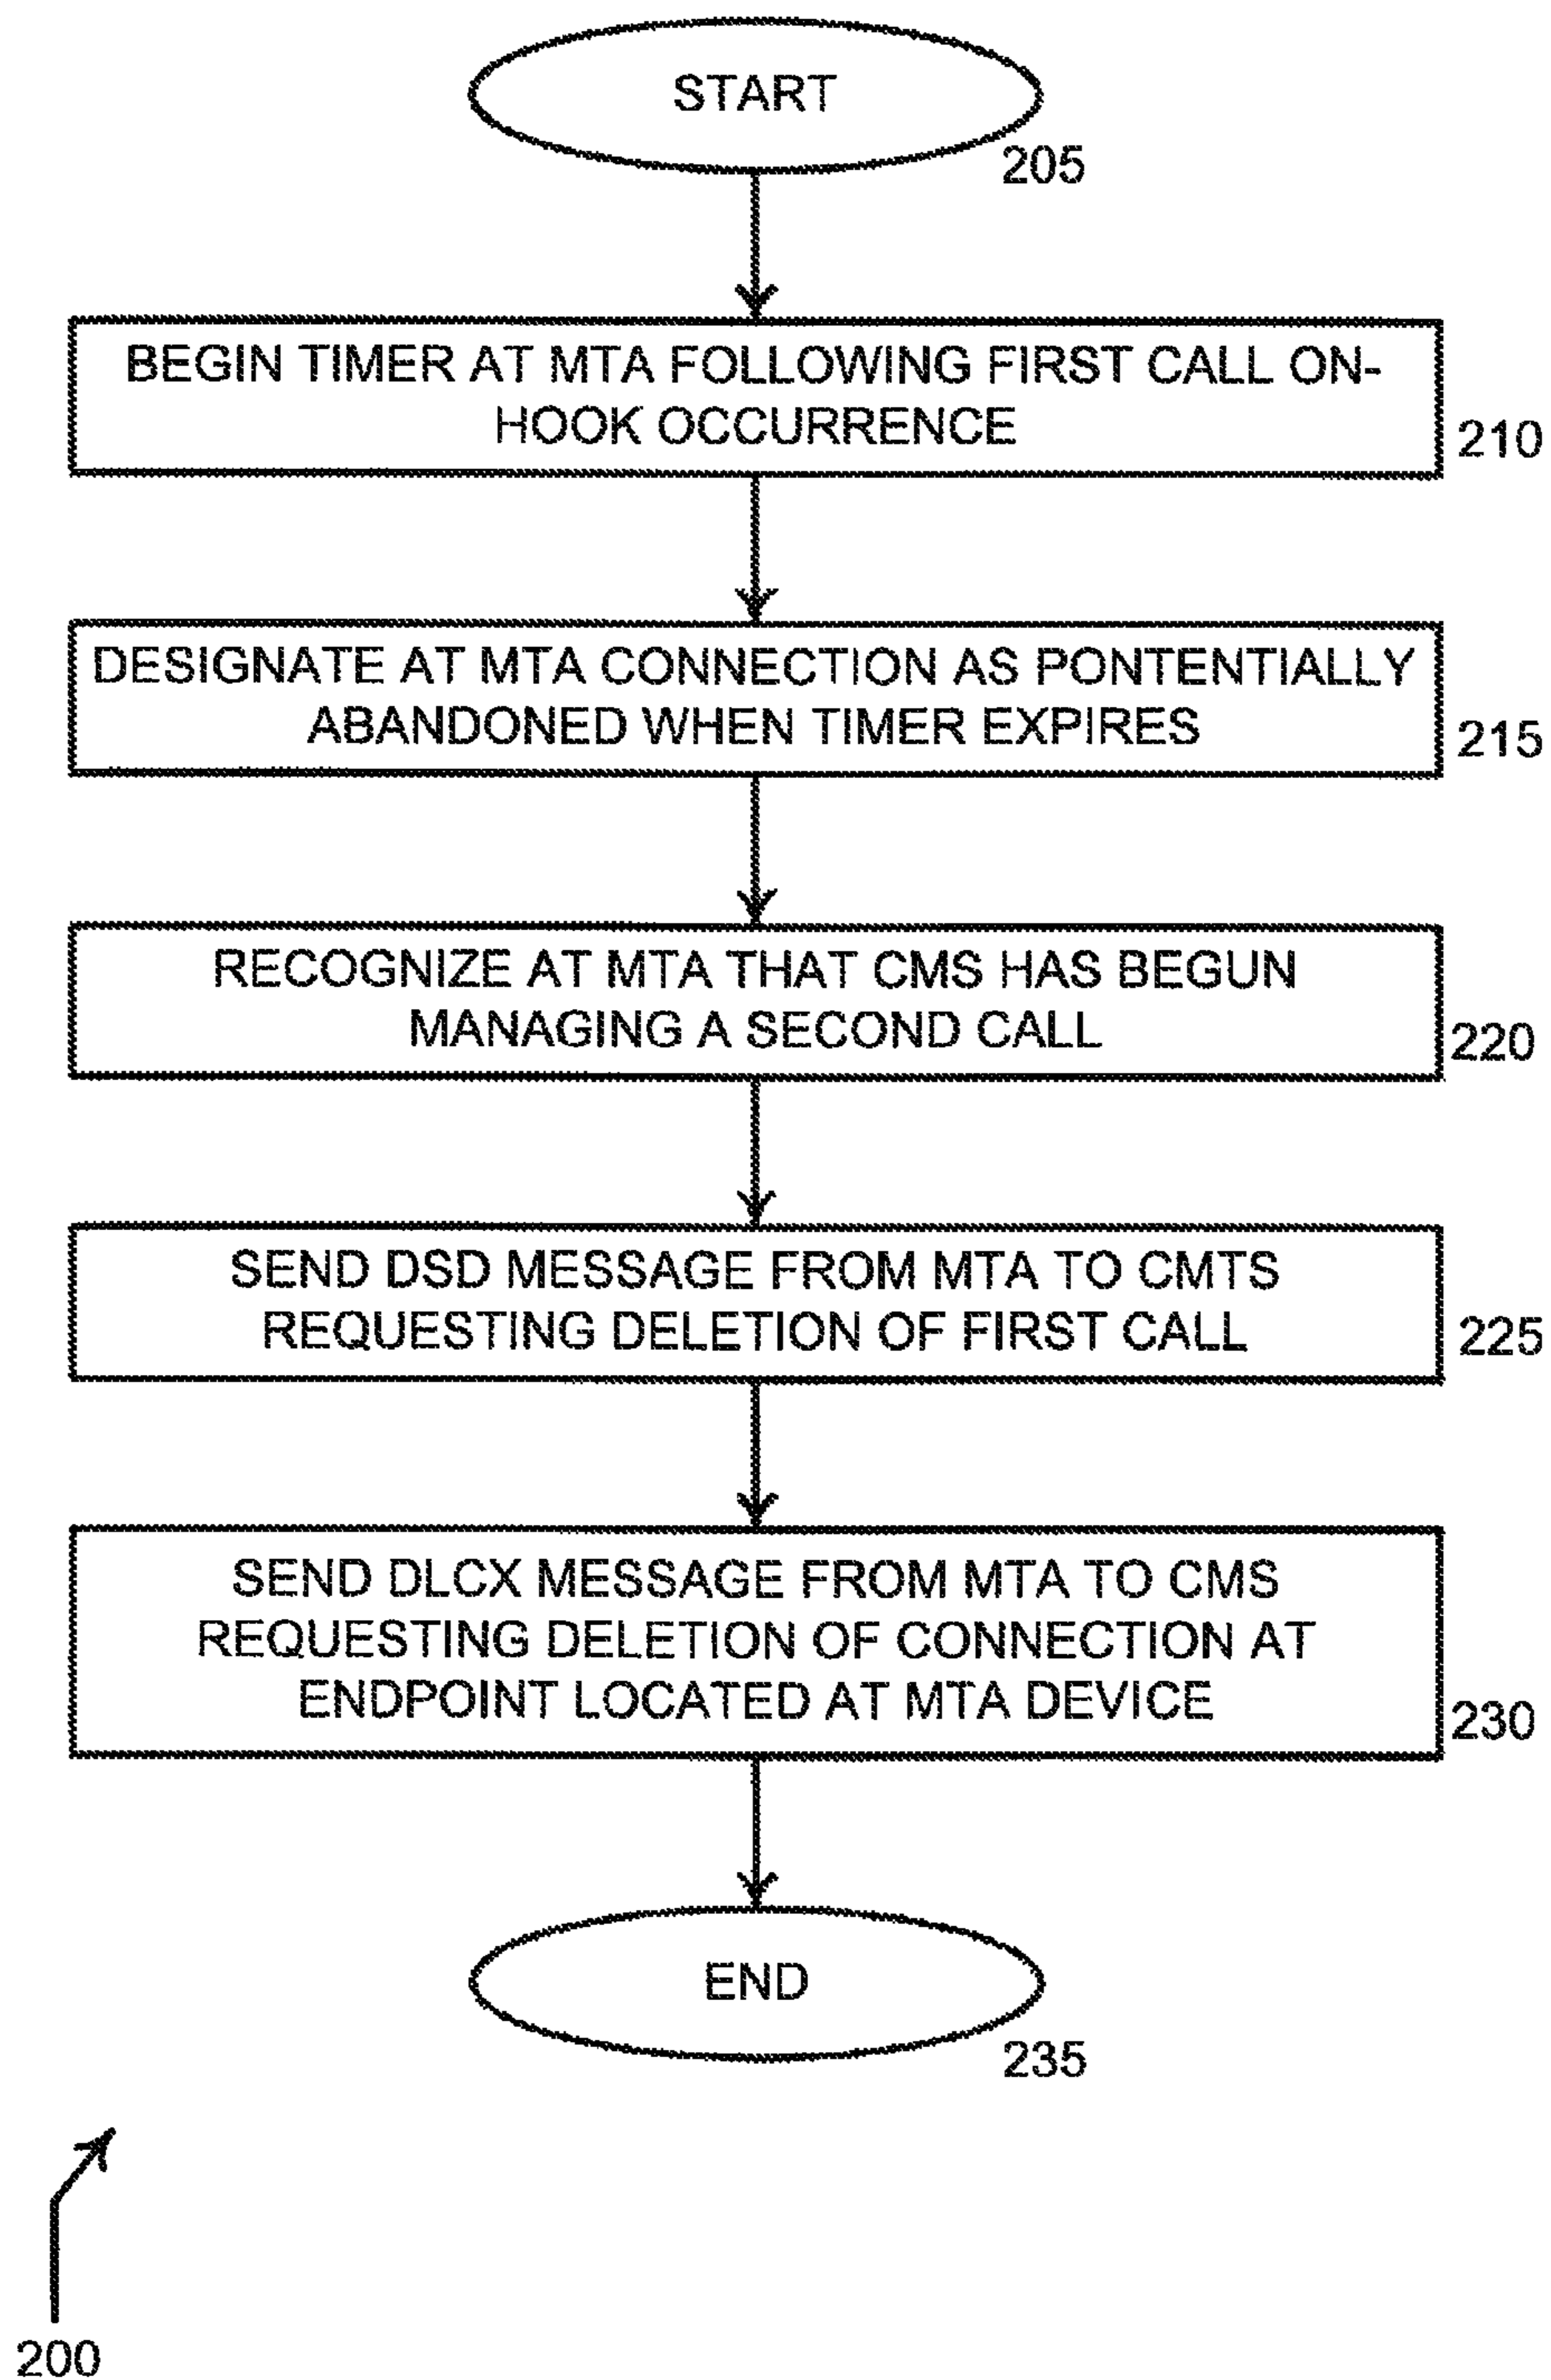 START
205
BEGIN TIMER AT MTA FOLLOWING FIRST CALL ON-
HOOK OCCURRENCE
210
DESIGNATE AT MTA CONNECTION AS PONTENTIALLY
ABANDONED WHEN TIMER EXPIRES
215
RECOGNIZE AT MTA THAT CMS HAS BEGUN
MANAGING A SECOND CALL
220
SEND DSD MESSAGE FROM MTA TO CMTS
REQUESTING DELETION OF FIRST CALL
225
SEND DLCX MESSAGE FROM MTA TO CMS
REQUESTING DELETION OF CONNECTION AT
ENDPOINT LOCATED AT MTA DEVICE
230
END
235
200